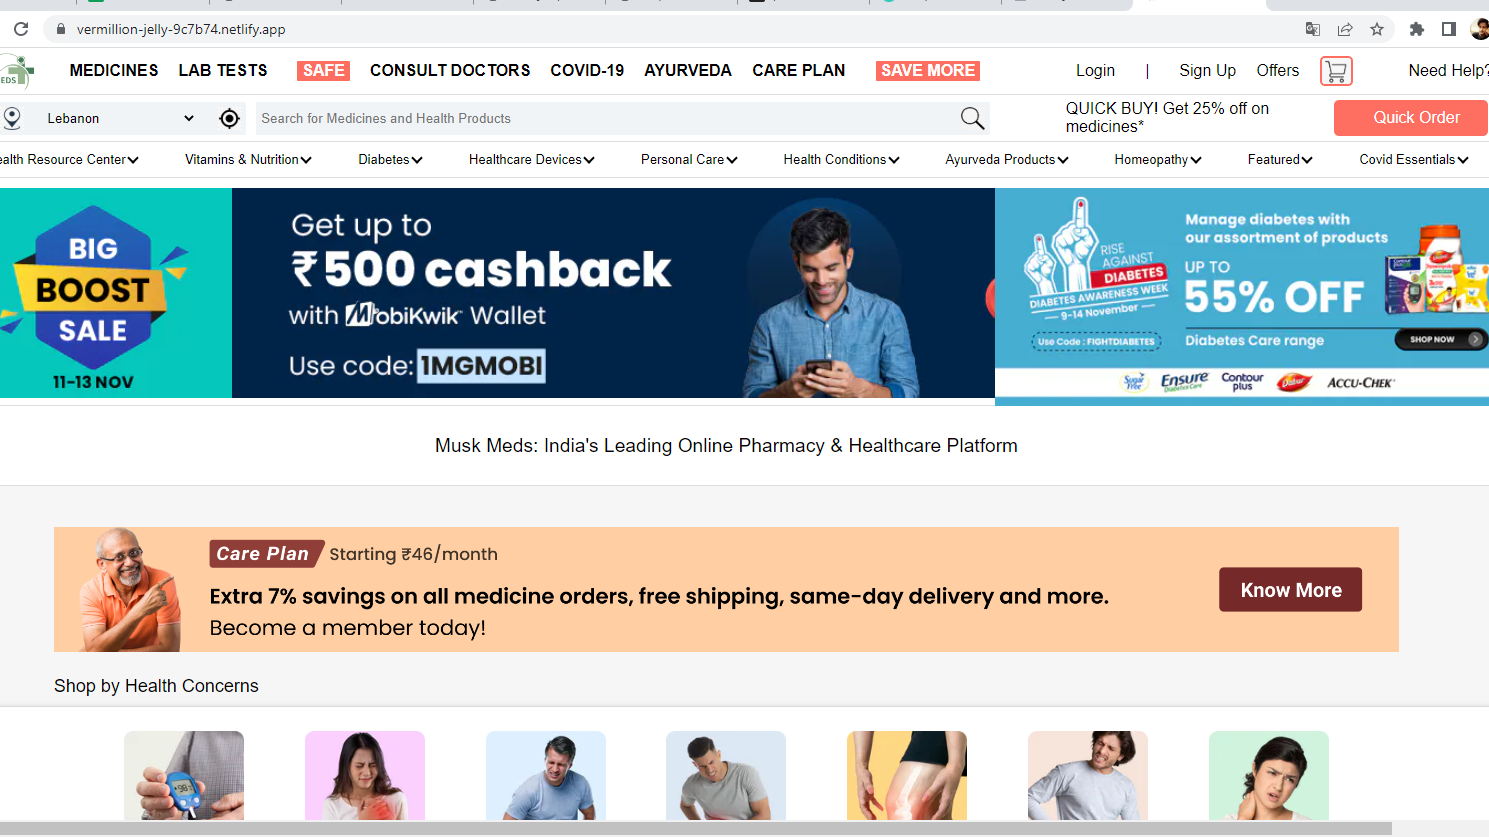 vermillion-jelly-9c7b74.netlify.app
EDS
MEDICINES LAB TESTS SAFE CONSULT DOCTORS COVID-19 AYURVEDA CARE PLAN SAVE MORE Login | Sign Up Offers Need Help?
Lebanon
Search for Medicines and Health Products
QUICK BUY! Get 25% off on
medicines*
Quick Order
ealth Resource Center Vitamins & Nutrition Diabetes Healthcare Devices Personal Care Health Conditions Ayurveda Products Homeopathy Featured Covid Essentials
BIG
BOOST
SALE
11-13 NOV
Get up to
₹500 cashback
with MobiKwik Wallet
Use code: 1MGMOBI
RISE
AGAINST
DIABETES
DIABETES AWARENESS WEEK
9-14 November
Use Code : FIGHTDIABETES
Manage diabetes with
our assortment of products
UP TO
55% OFF
Diabetes Care range
SHOP NOW
Sugar Free Ensure Diabetes Care Contour plus Dabur ACCU-CHEK
Musk Meds: India's Leading Online Pharmacy & Healthcare Platform
Care Plan Starting ₹46/month
Extra 7% savings on all medicine orders, free shipping, same-day delivery and more.
Become a member today!
Know More
Shop by Health Concerns
98